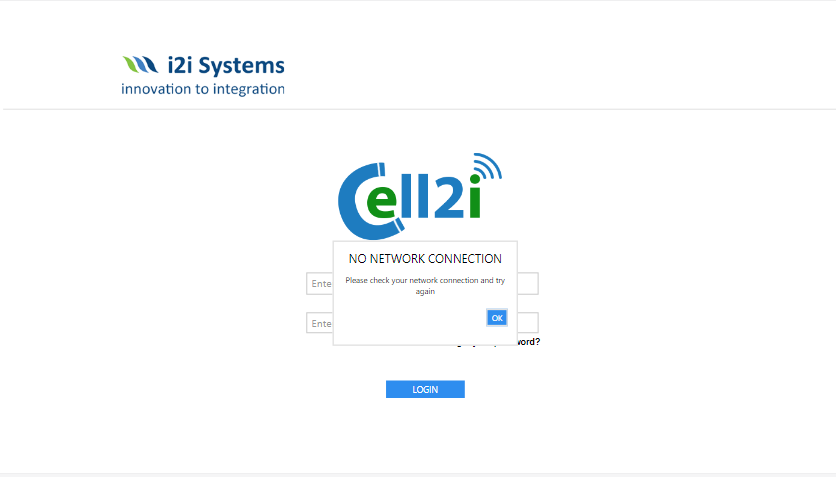 i2i Systems
innovation to integration
Cell2i
NO NETWORK CONNECTION
Please check your network connection and try
again
Ente
OK
Ente
word?
LOGIN